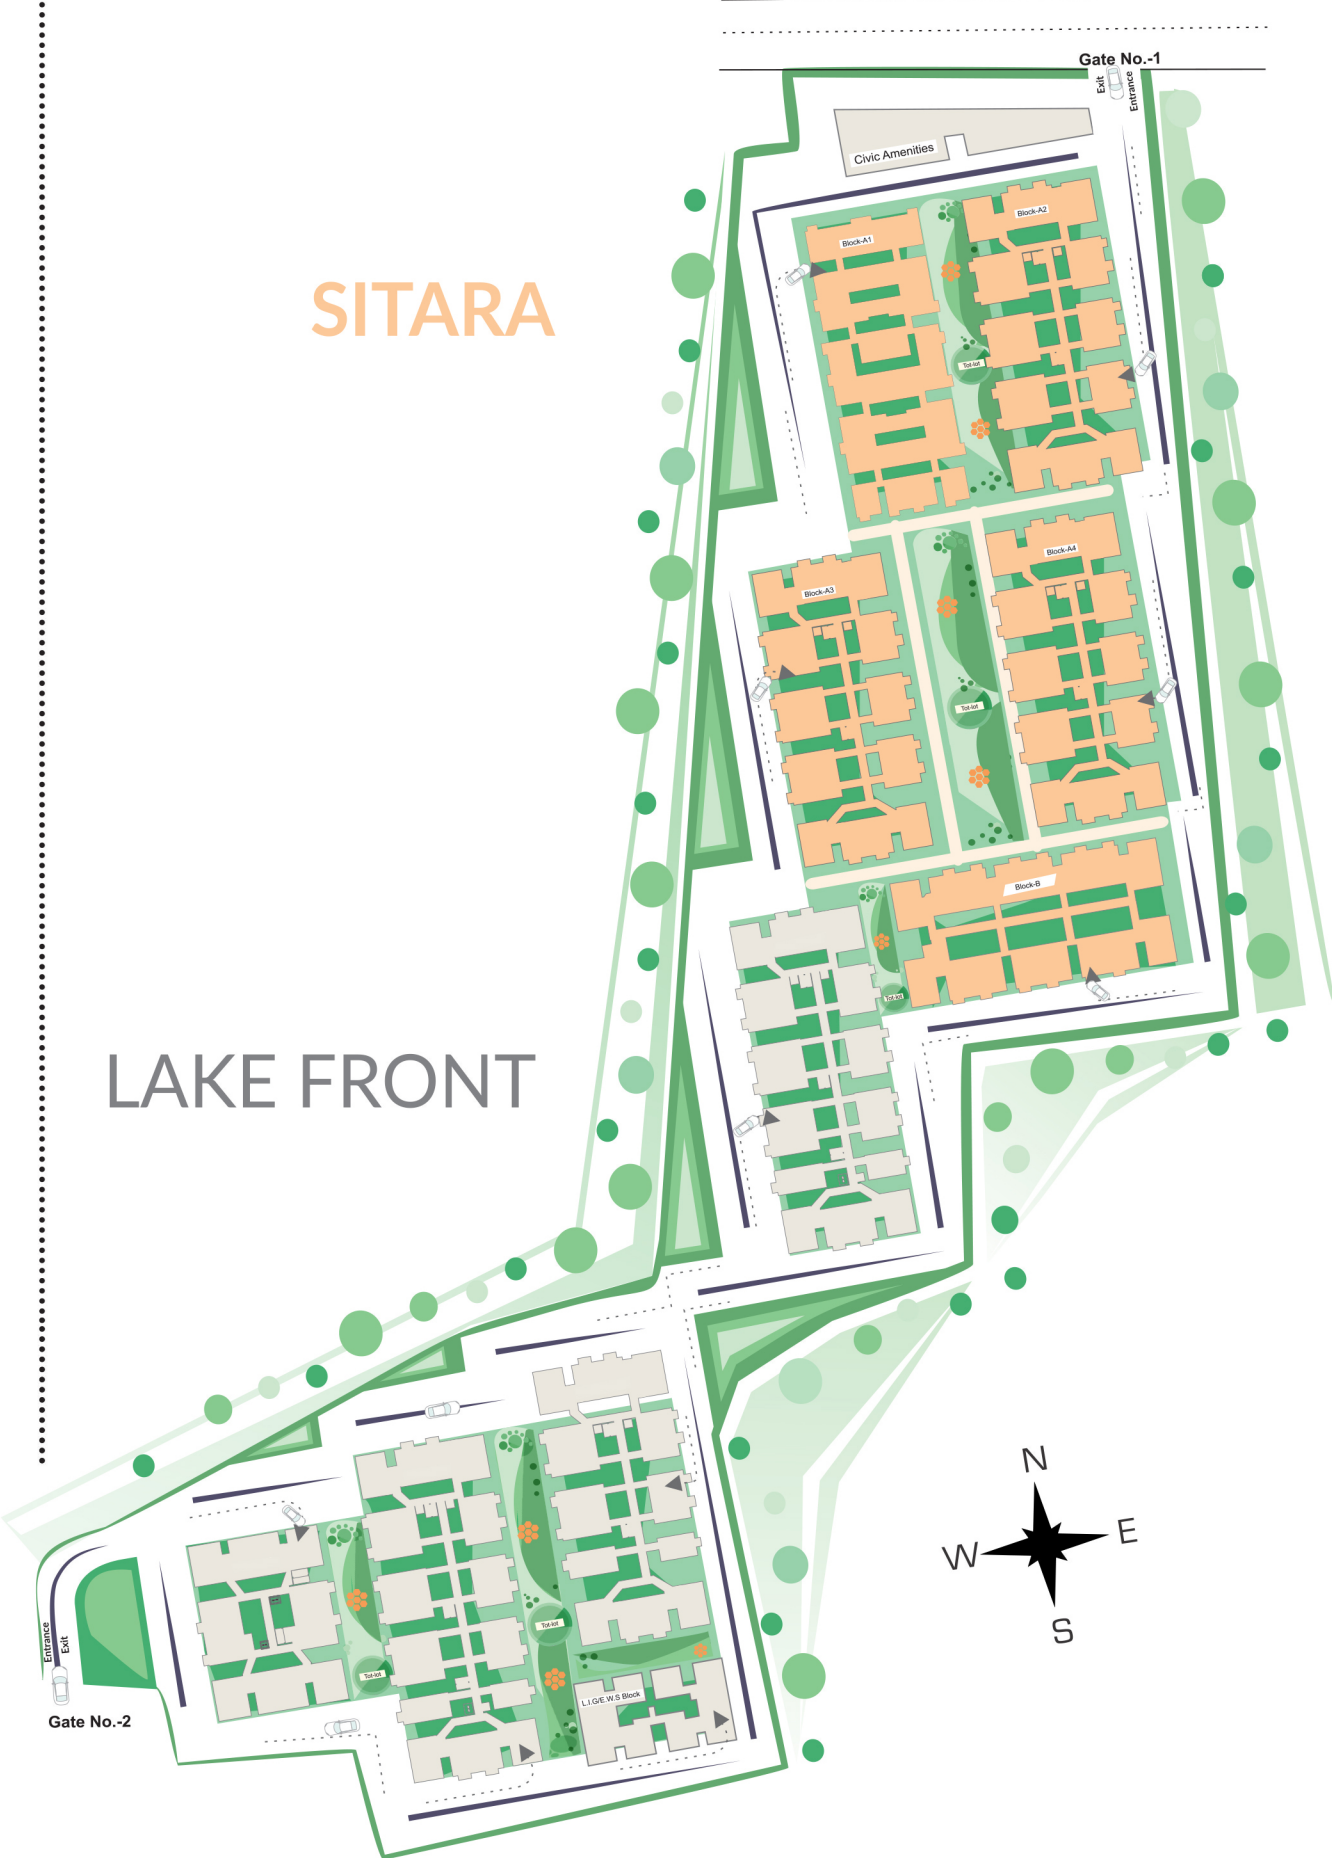 Gate No.-1
Exit
Entrance
Civic Amenities
Block-A2
Block-A1
SITARA
Tot-lot
Block-A4
Block-A3
Tot-lot
Block-B
Tot-lot
LAKE FRONT
N
W
E
S
Tot-lot
Entrance
Exit
Tot-lot
L.I.G/E.W.S Block
Gate No.-2